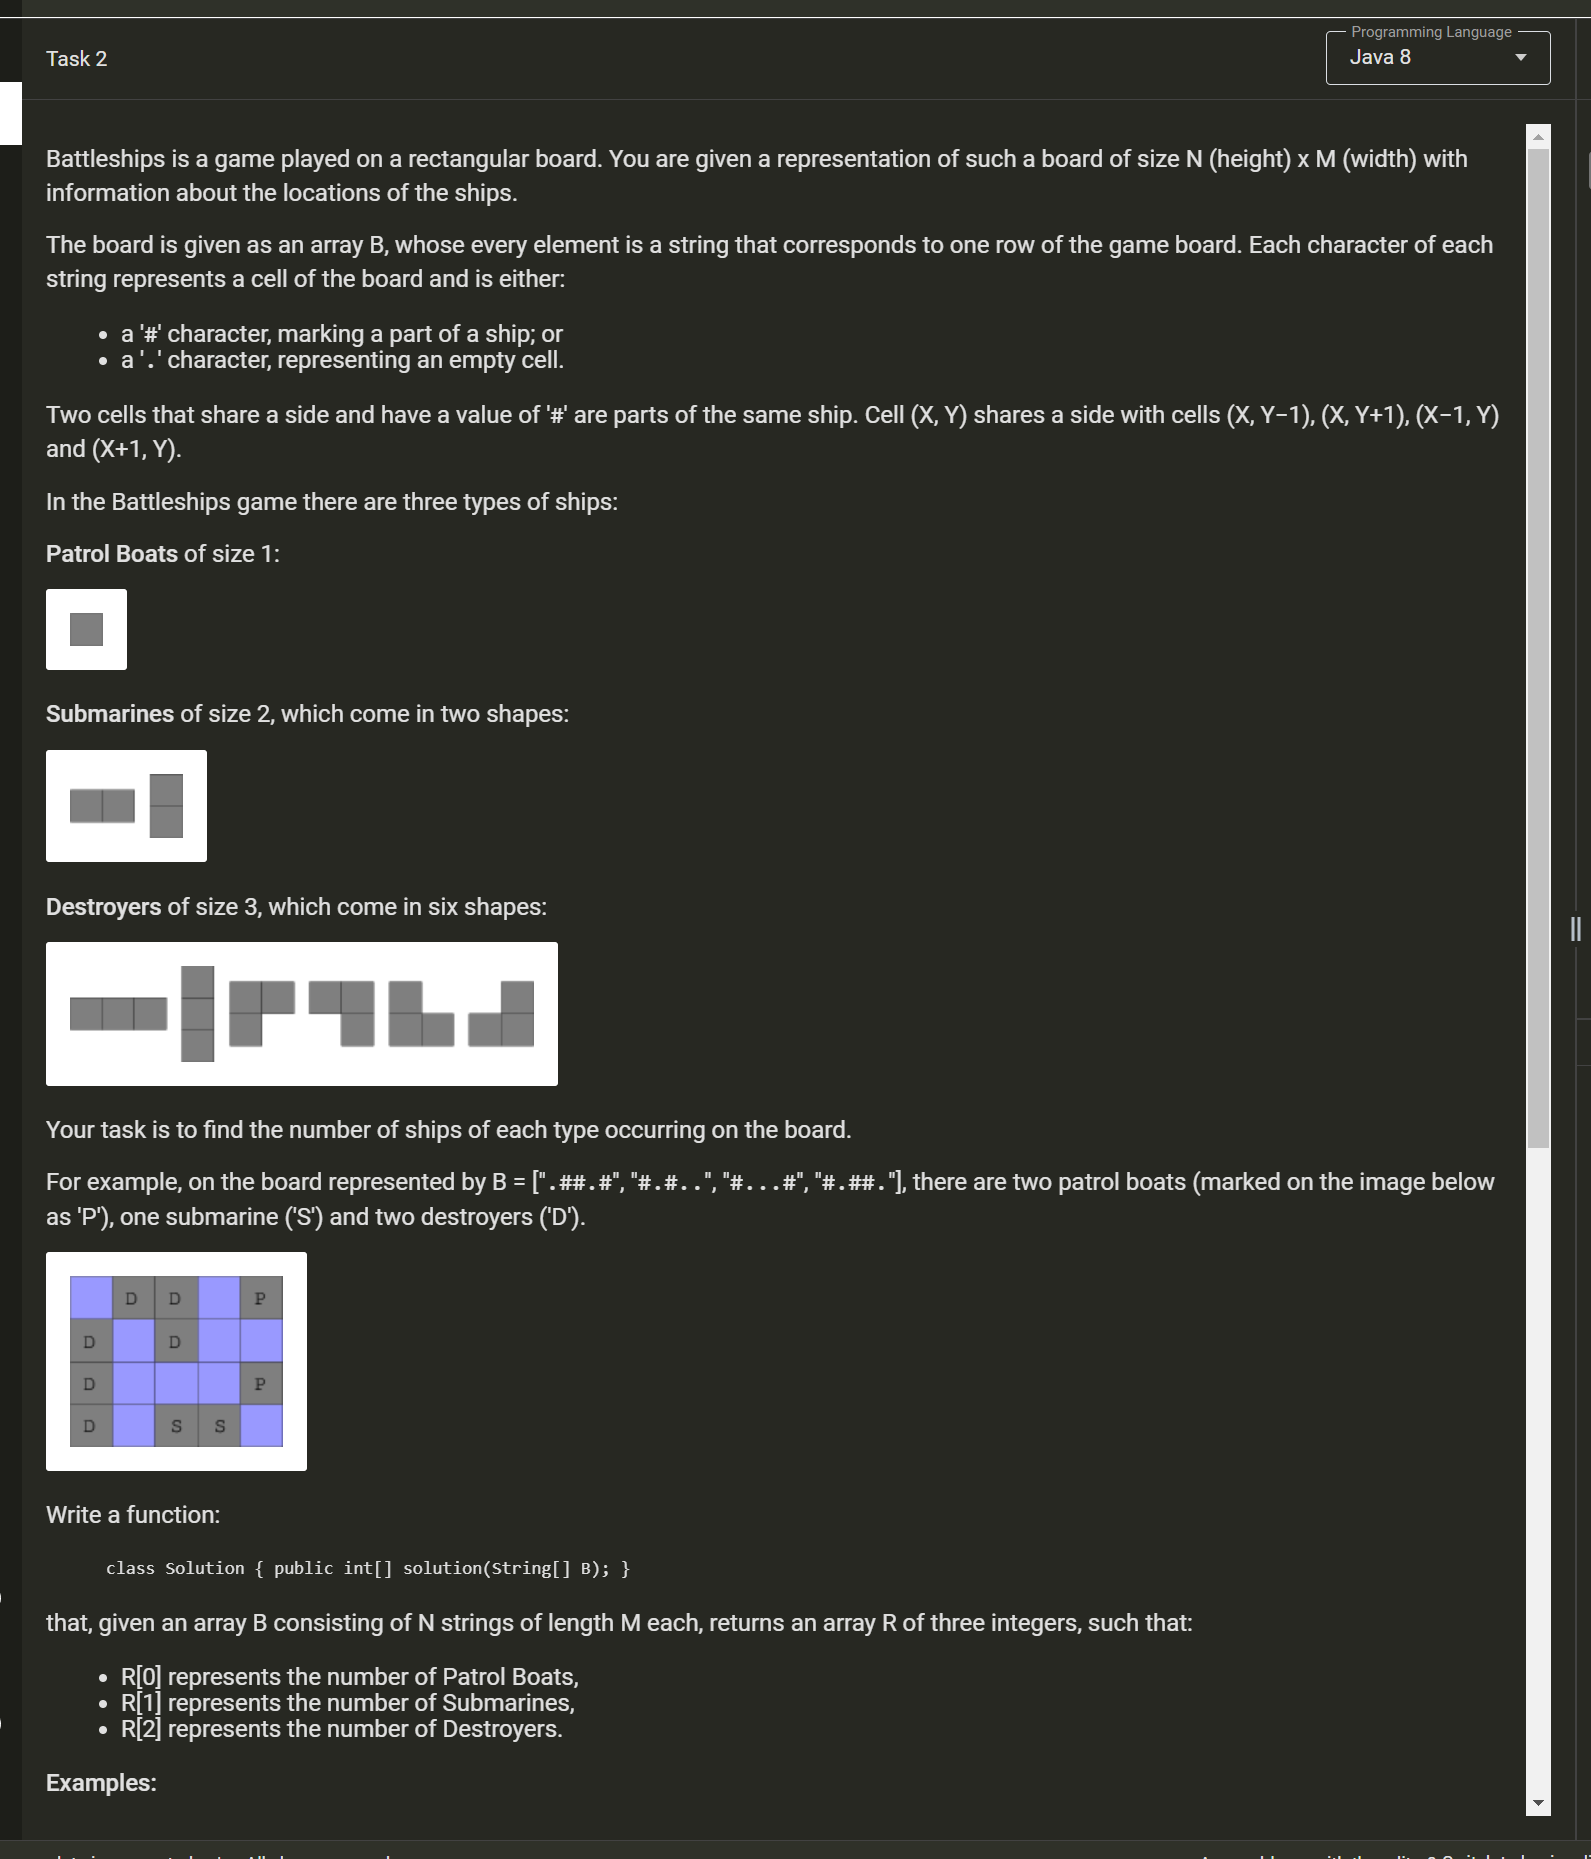 Task 2
Programming Language
Java 8
Battleships is a game played on a rectangular board. You are given a representation of such a board of size N (height) x M (width) with
information about the locations of the ships.
The board is given as an array B, whose every element is a string that corresponds to one row of the game board. Each character of each
string represents a cell of the board and is either:
• a '#' character, marking a part of a ship; or
• a '.' character, representing an empty cell.
Two cells that share a side and have a value of '#' are parts of the same ship. Cell (X, Y) shares a side with cells (X, Y−1), (X, Y+1), (X−1, Y)
and (X+1, Y).
In the Battleships game there are three types of ships:
Patrol Boats of size 1:
Submarines of size 2, which come in two shapes:
Destroyers of size 3, which come in six shapes:
Your task is to find the number of ships of each type occurring on the board.
For example, on the board represented by B = [".##.#", "#.#..", "#...#", "#.##."], there are two patrol boats (marked on the image below
as 'P'), one submarine ('S') and two destroyers ('D').
D D P
D D
D P
D S S
Write a function:
class Solution { public int[] solution(String[] B); }
that, given an array B consisting of N strings of length M each, returns an array R of three integers, such that:
• R[0] represents the number of Patrol Boats,
• R[1] represents the number of Submarines,
• R[2] represents the number of Destroyers.
Examples: